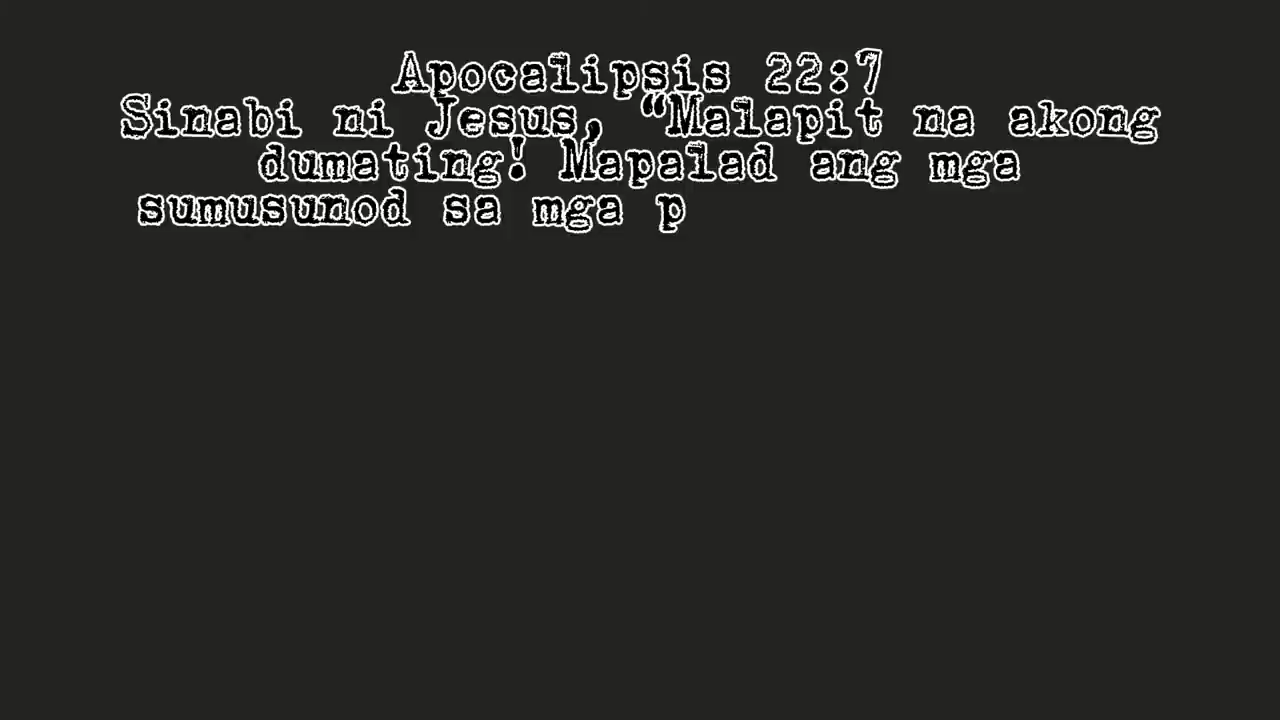 Apocalipsis 22:7
Sinabi ni Jesus, “Malapit na akong
dumating! Mapalad ang mga
sumusunod sa mga p